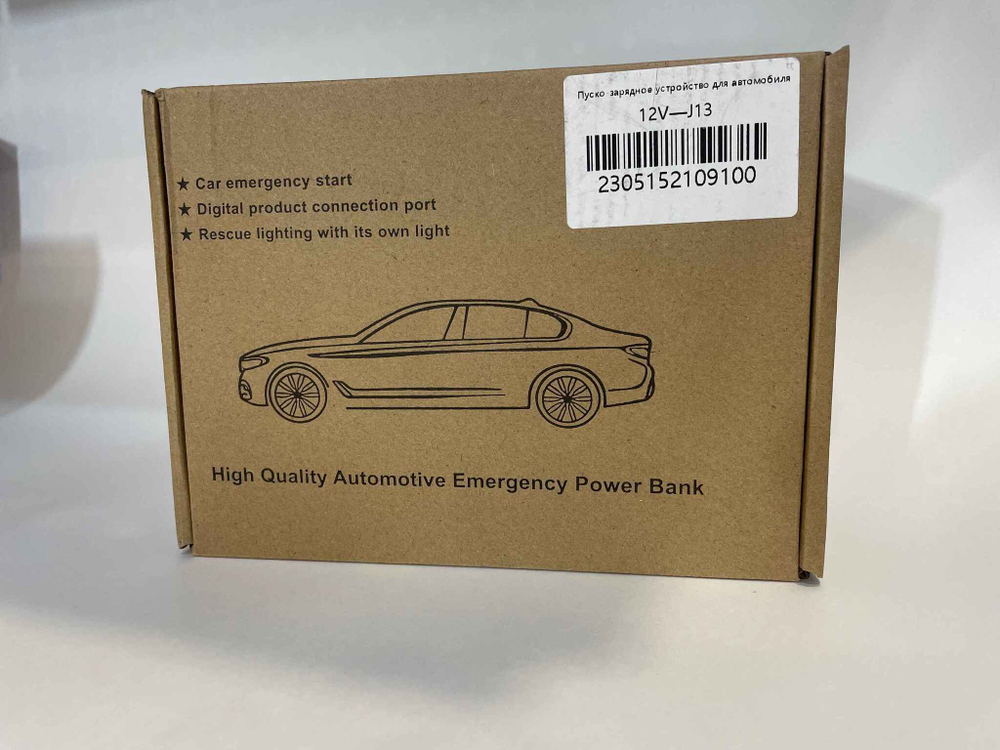 Пуско зарядное устройство для автомобиля
12V—J13
2305152109100
★ Car emergency start
★ Digital product connection port
★ Rescue lighting with its own light
High Quality Automotive Emergency Power Bank